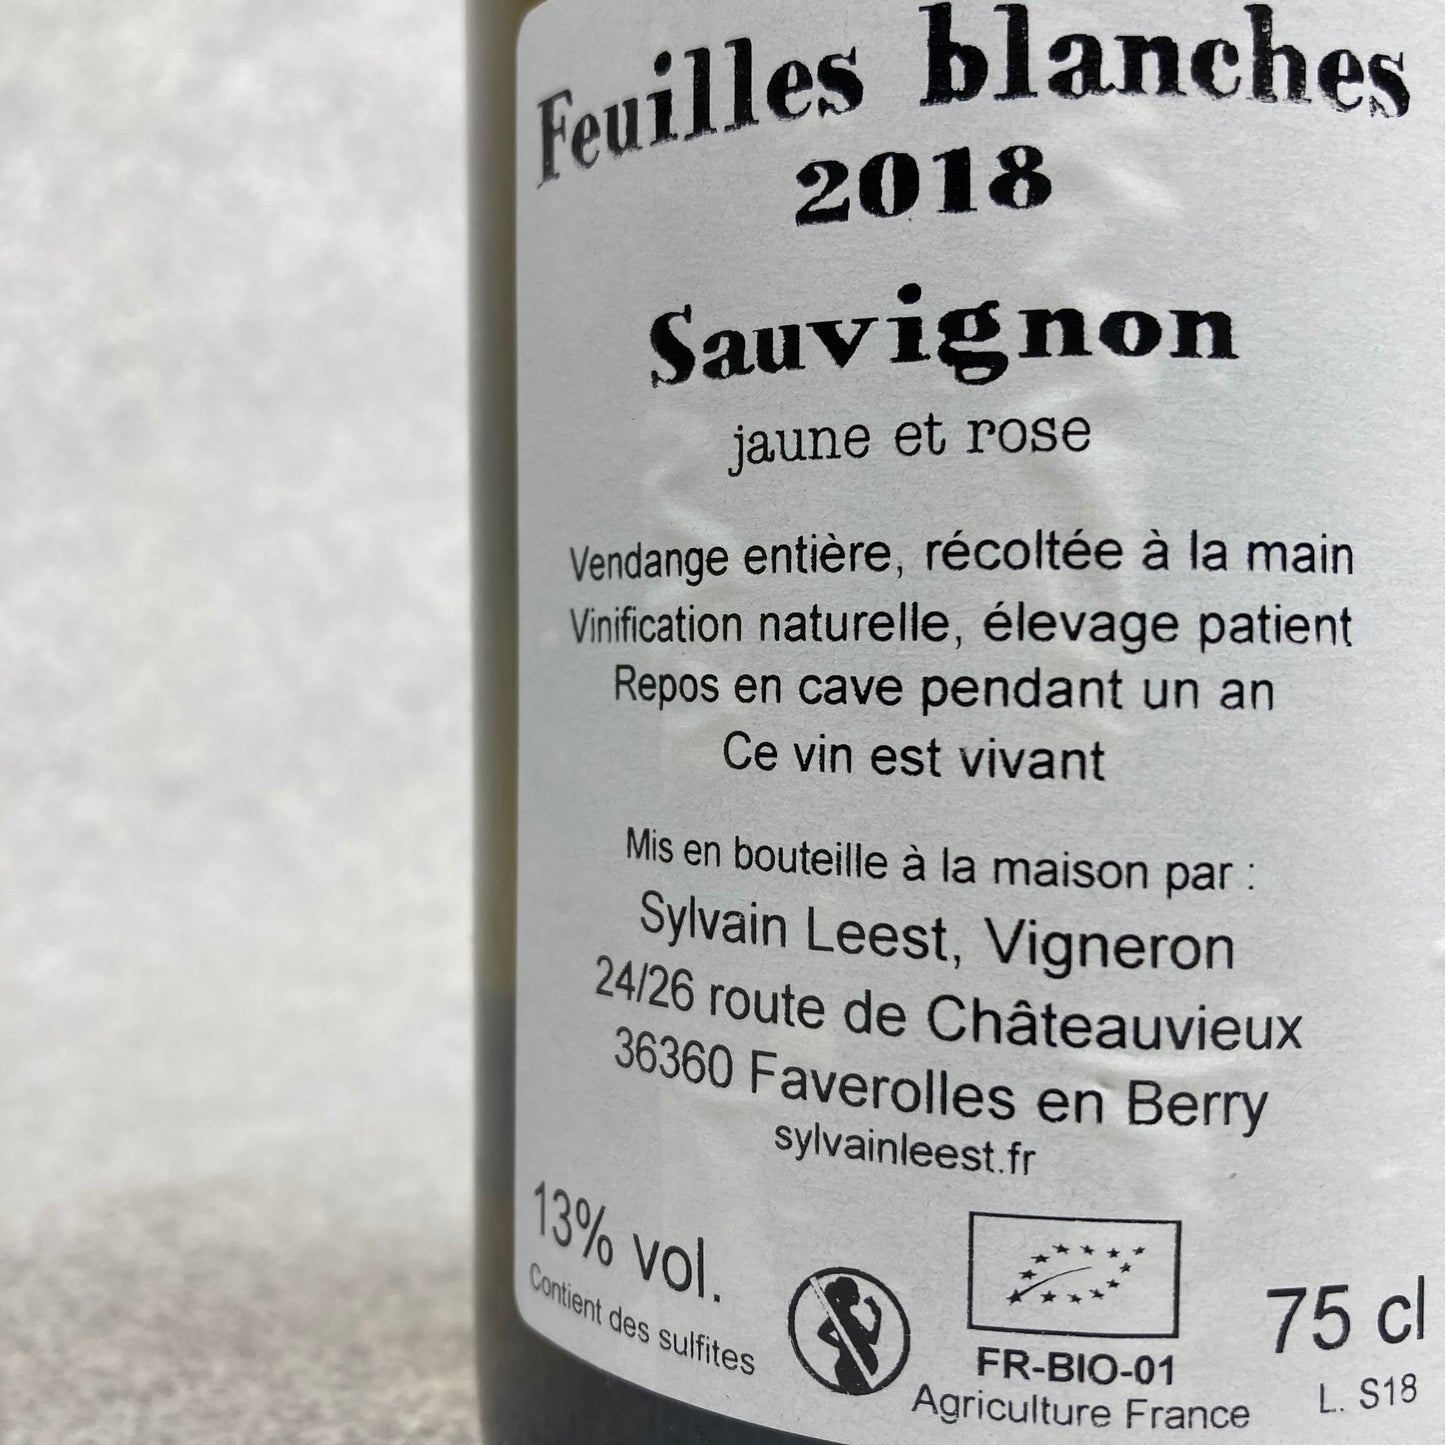 Feuilles blanches
2018
Sauvignon
jaune et rose
Vendange entière, récoltée à la main
Vinification naturelle, élevage patient
Repos en cave pendant un an
Ce vin est vivant
Mis en bouteille à la maison par :
Sylvain Leest, Vigneron
24/26 route de Châteauvieux
36360 Faverolles en Berry
sylvainleest.fr
13% vol.
Contient des sulfites
FR-BIO-01
Agriculture France
75 cl
L. S18